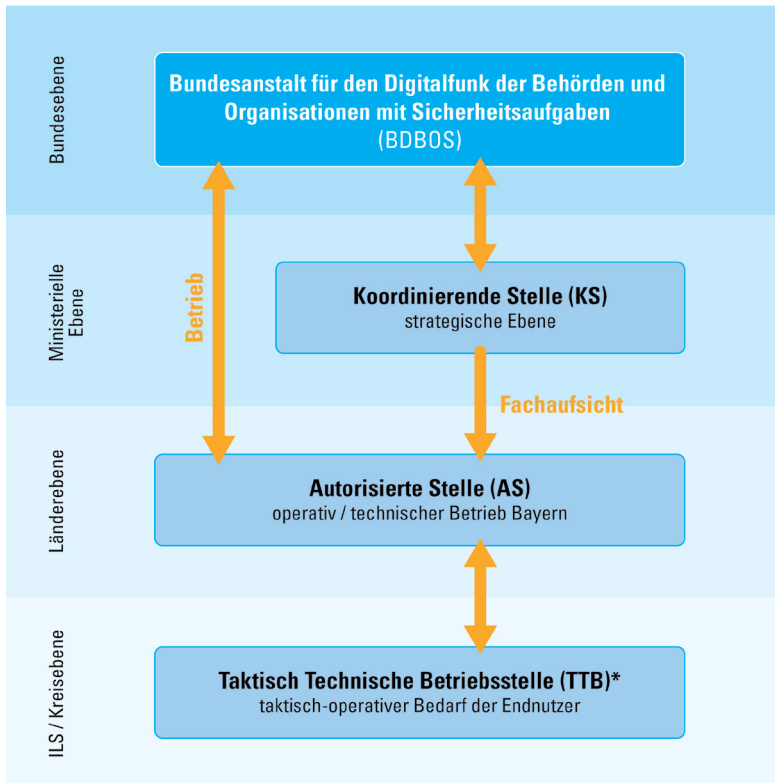 Bundesebene
Bundesanstalt für den Digitalfunk der Behörden und
Organisationen mit Sicherheitsaufgaben
(BDBOS)
Ministerielle
Ebene
Betrieb
Koordinierende Stelle (KS)
strategische Ebene
Fachaufsicht
Länderrebene
Autorisierte Stelle (AS)
operativ / technischer Betrieb Bayern
ILS / Kreisebene
Taktisch Technische Betriebsstelle (TTB)*
taktisch-operativer Bedarf der Endnutzer